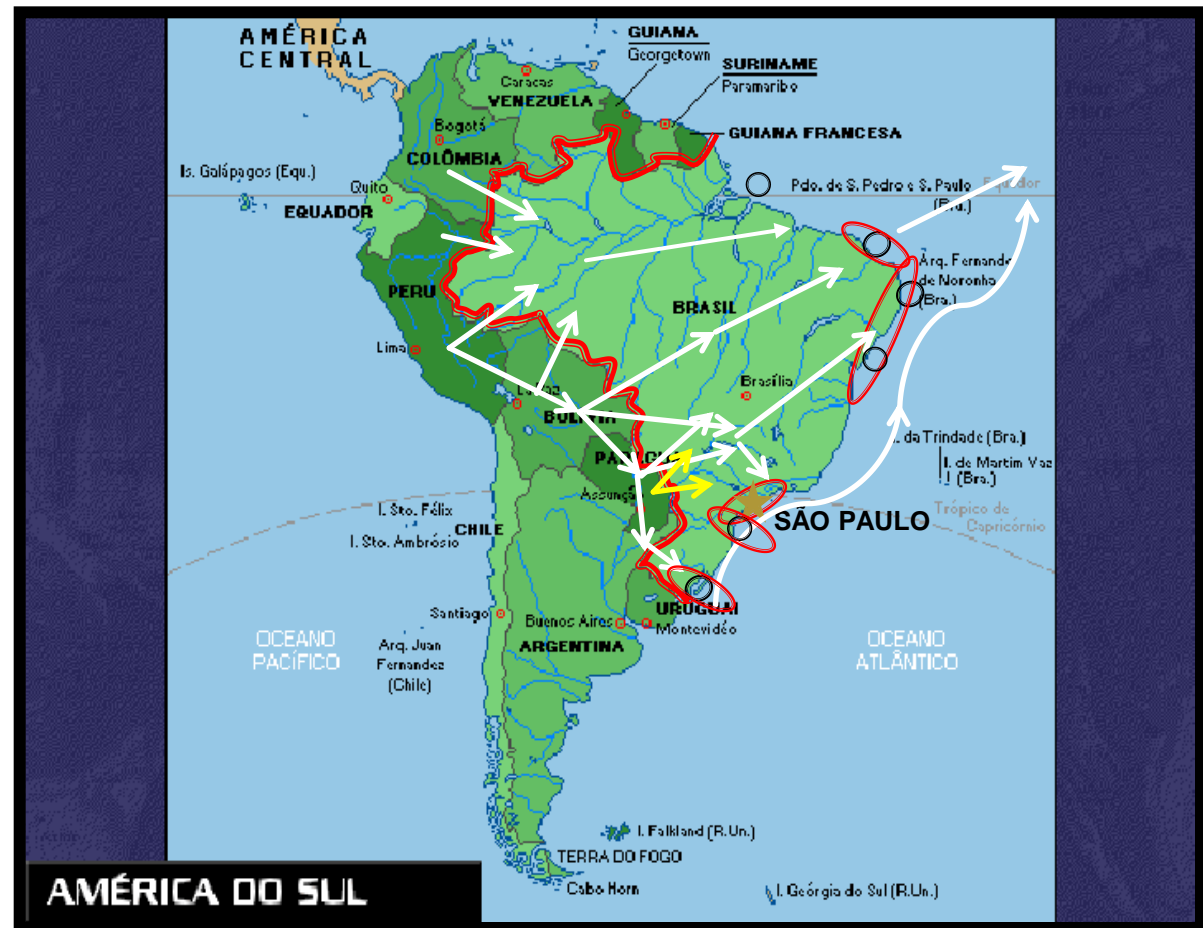 AMÉRICA
CENTRAL
GUIANA
Georgetown
SURINAME
Paramaribo
Caracas
VENEZUELA
Bogotá
GUIANA FRANCESA
COLÔMBIA
Is. Galápagos (Equ.)
Quito
Pdo. de S. Pedro e S. Paulo
(Bra.)
Equador
EQUADOR
Arq. Fernando
de Noronha
(Bra.)
PERU
BRASIL
Lima
Brasília
La Paz
BOLÍVIA
da Trindade (Bra.)
I. de Martim Vaz
(Bra.)
Assunção
I. Sto. Félix
SÃO PAULO
Trópico de
Capricórnio
CHILE
I. Sto. Ambrósio
Santiago
Buenos Aires
URUGUAI
Montevidéo
OCEANO
PACÍFICO
Arq. Juan
Fernandez
(Chile)
ARGENTINA
OCEANO
ATLÂNTICO
I. Falkland (R.Un.)
TERRA DO FOGO
Cabo Horn
I. Geórgia do Sul (R.Un.)
AMÉRICA DO SUL